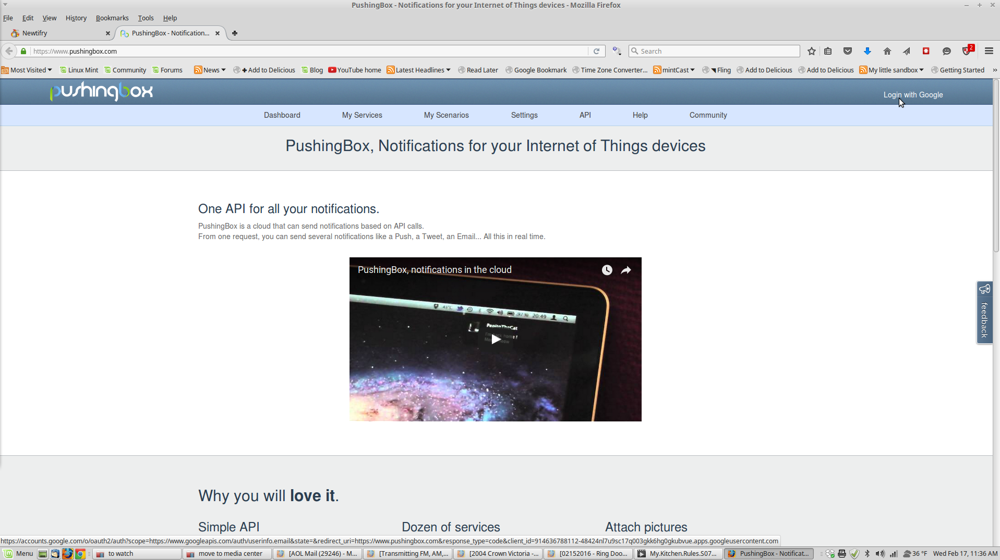 PushingBox - Notifications for your Internet of Things devices - Mozilla Firefox
File Edit View History Bookmarks Tools Help
Newtifry PushingBox - Notification...
https://www.pushingbox.com Search 2
Most Visited Linux Mint Community Forums News Add to Delicious Blog YouTube home Latest Headlines Read Later Google Bookmark Time Zone Converter... mintCast Fling Add to Delicious Add to Delicious My little sandbox Getting Started »
pushingbox
Login with Google
Dashboard My Services My Scenarios Settings API Help Community
PushingBox, Notifications for your Internet of Things devices
One API for all your notifications.
PushingBox is a cloud that can send notifications based on API calls.
From one request, you can send several notifications like a Push, a Tweet, an Email... All this in real time.
PushingBox, notifications in the cloud
43°C 20:49
PepitoTheCat
feedback
Why you will love it.
Simple API Dozen of services Attach pictures
https://accounts.google.com/o/oauth2/auth?scope=https://www.googleapis.com/auth/userinfo.email&state=&redirect_uri=https://www.pushingbox.com&response_type=code&client_id=914636788112-48424nl7u9sc17q003gkk6hg0gkubvue.apps.googleusercontent.com
Menu to watch move to media center [AOL Mail (29246) - M... [Transmitting FM, AM,... [2004 Crown Victoria -... [02152016 - Ring Doo... My.Kitchen.Rules.S07... PushingBox - Notificat... 36 °F Wed Feb 17, 11:36 AM